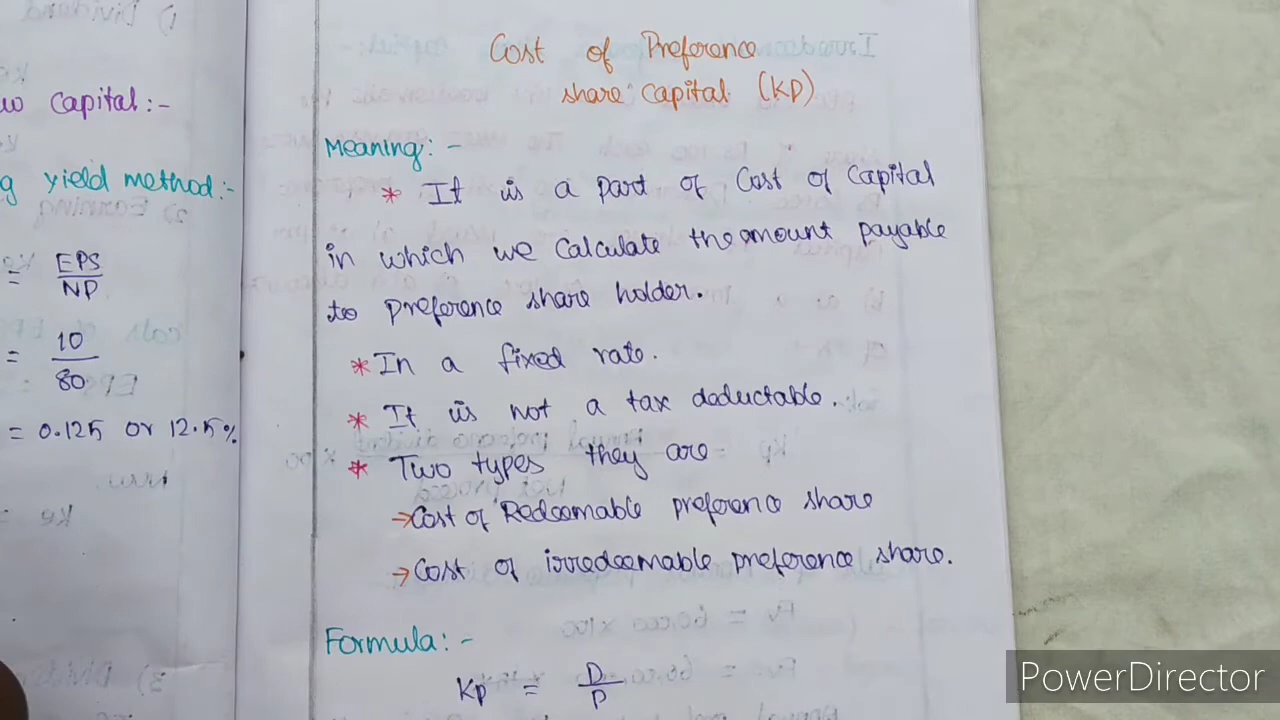 w Capital:-
g yield method:-
= EPS
NP
= 10
80
= 0.125 or 12.5%
Cost of Preference
share capital (KP)
Meaning: -
* It is a part of Cost of Capital
in which we Calculate the amount payable
to preference share holder.
* In a fixed rate.
* It is not a tax deductable.
* Two types they are
→ Cost of Redeemable preference share
→ Cost of irredeemable preference share.
Formula: -
Kp = D
P
PowerDirector